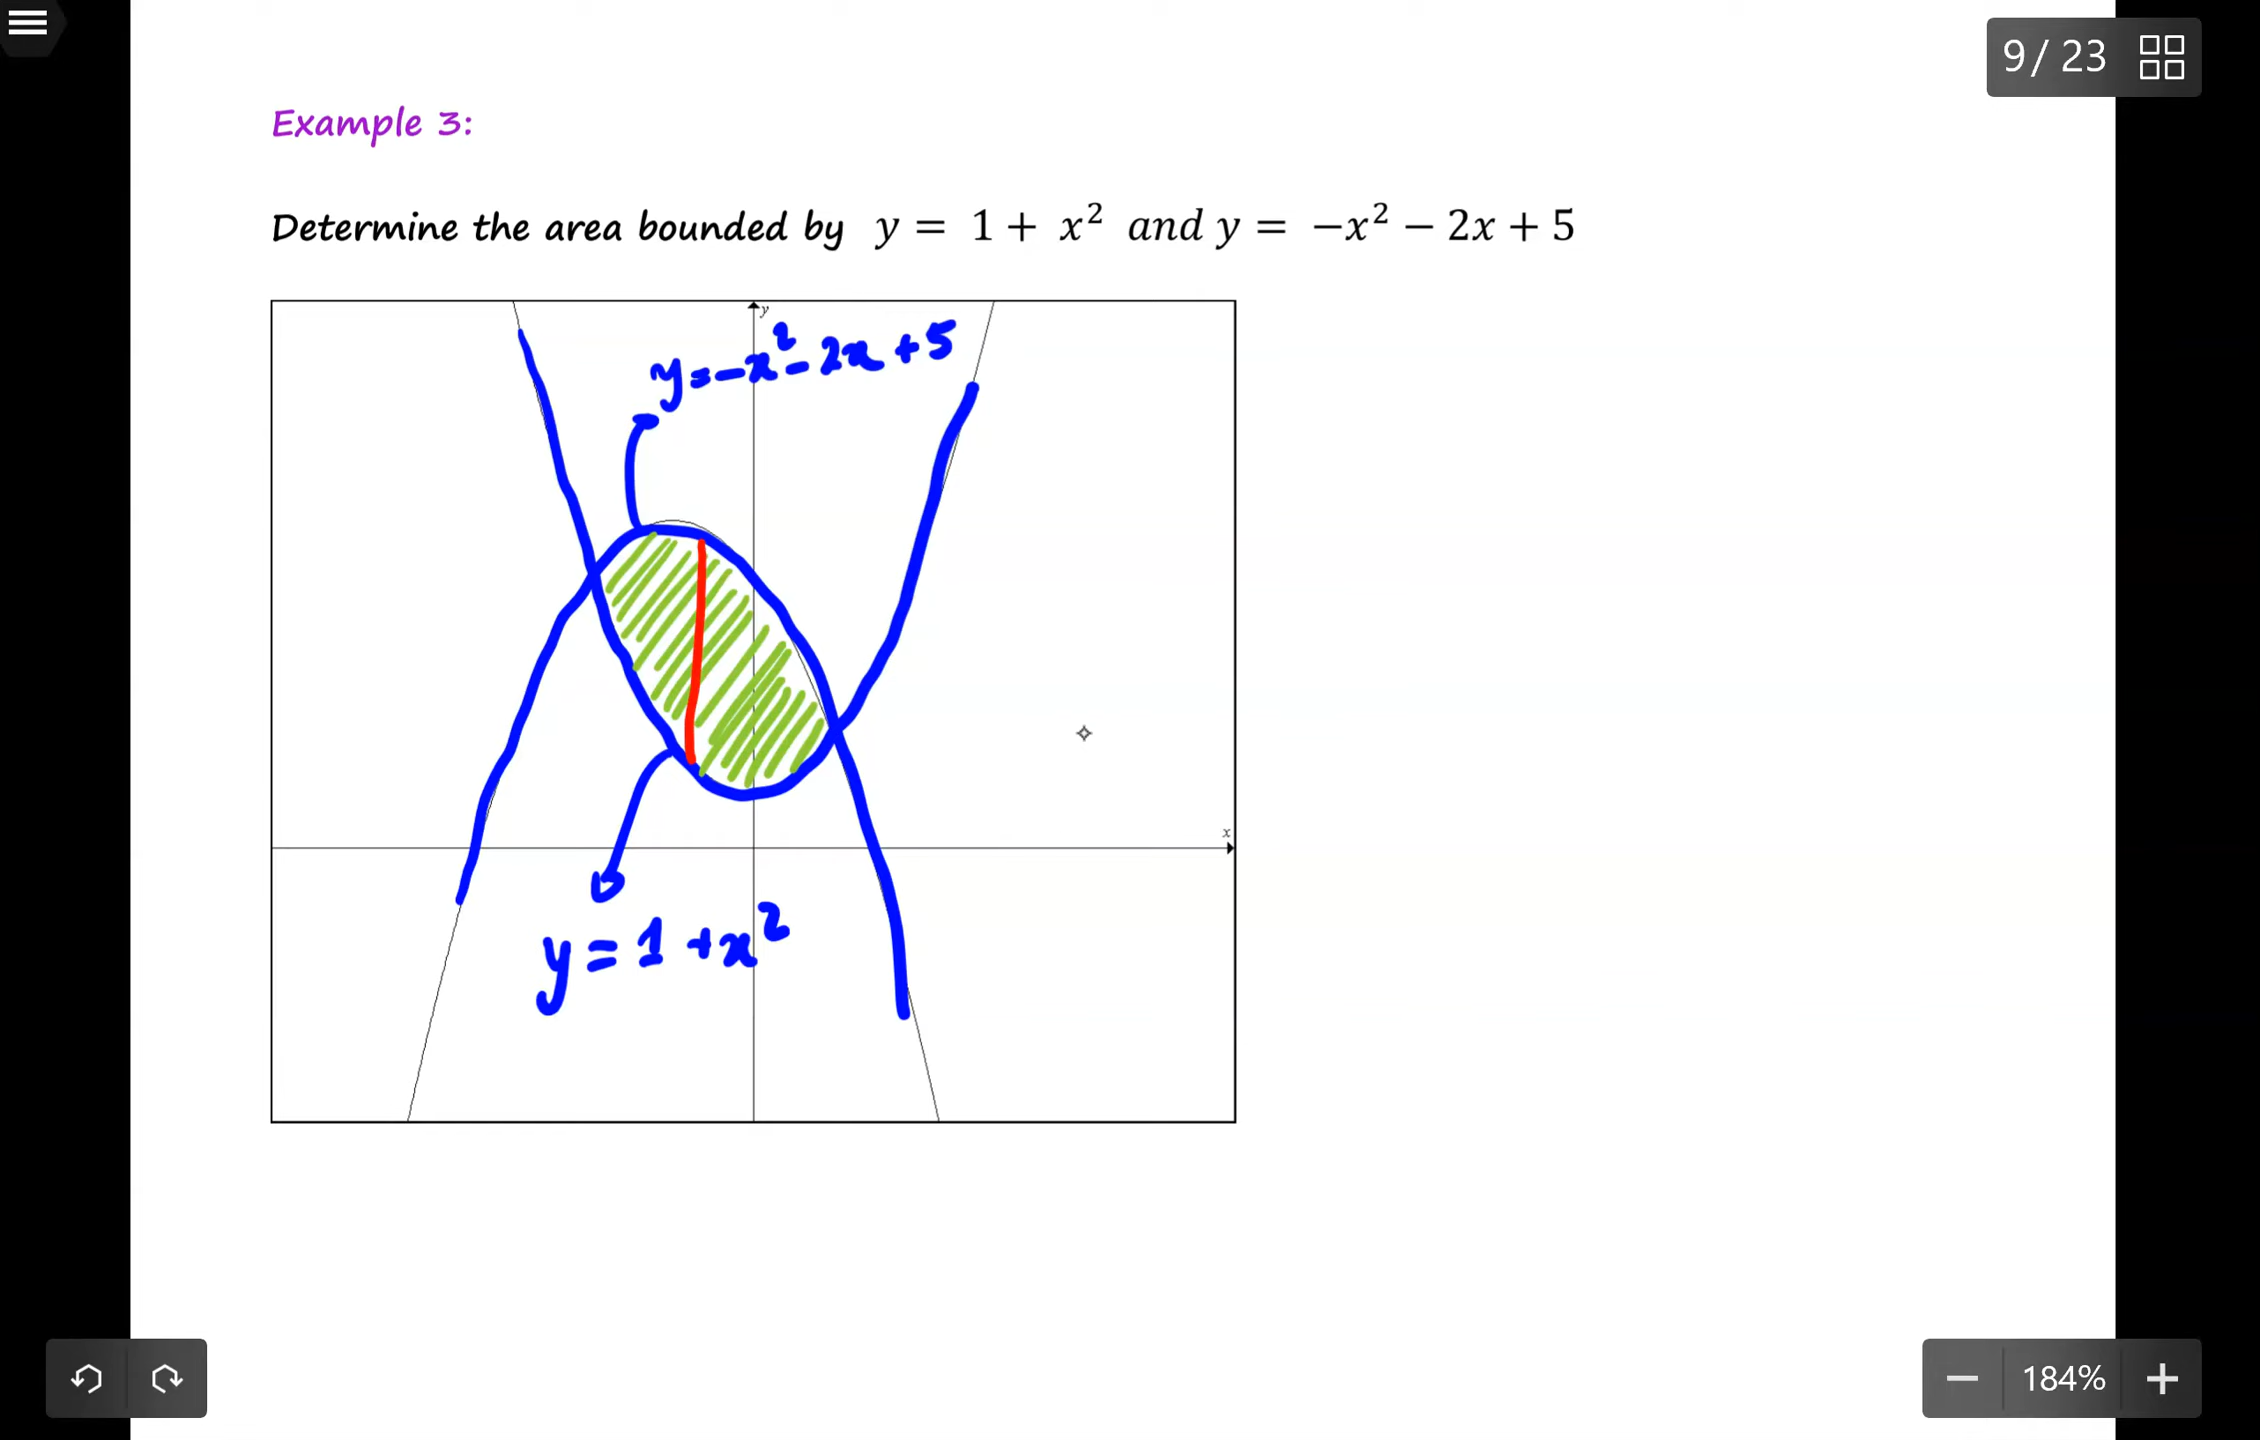 9 / 23
Example 3:
Determine the area bounded by y = 1 + x² and y = −x² − 2x + 5
y
y = -x² - 2x + 5
x
y = 1 + x²
184%